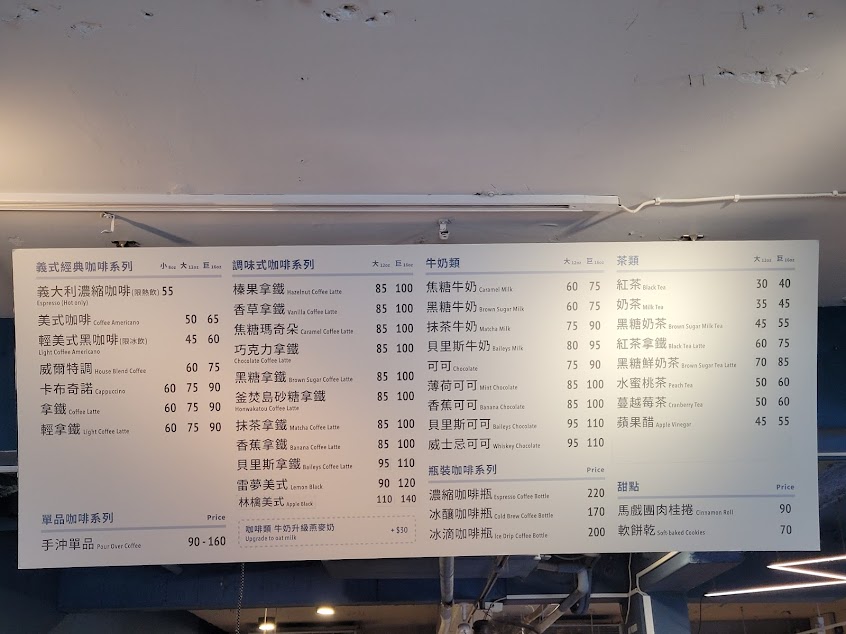 義式經典咖啡系列 小 8oz 大 12oz 巨 16oz
義大利濃縮咖啡(限熱飲) 55
Espresso (Hot only)
美式咖啡 Coffee Americano 50 65
輕美式黑咖啡(限冰飲) 45 60
Light Coffee Americano
威爾特調 House Blend Coffee 60 75
卡布奇諾 Cappuccino 60 75 90
拿鐵 Coffee Latte 60 75 90
輕拿鐵 Light Coffee Latte 60 75 90
單品咖啡系列 Price
手沖單品 Pour Over Coffee 90-160
調味式咖啡系列 大 12oz 巨 16oz
榛果拿鐵 Hazelnut Coffee Latte 85 100
香草拿鐵 Vanilla Coffee Latte 85 100
焦糖瑪奇朵 Caramel Coffee Latte 85 100
巧克力拿鐵 85 100
Chocolate Coffee Latte
黑糖拿鐵 Brown Sugar Coffee Latte 85 100
釜焚島砂糖拿鐵 85 100
Honwakatou Coffee Latte
抹茶拿鐵 Matcha Coffee Latte 85 100
香蕉拿鐵 Banana Coffee Latte 85 100
貝里斯拿鐵 Baileys Coffee Latte 95 110
雷夢美式 Lemon Black 90 120
林檎美式 Apple Black 110 140
咖啡類 牛奶升級燕麥奶 + $30
Upgrade to oat milk
牛奶類 大 12oz 巨 16oz
焦糖牛奶 Caramel Milk 60 75
黑糖牛奶 Brown Sugar Milk 60 75
抹茶牛奶 Matcha Milk 75 90
貝里斯牛奶 Baileys Milk 80 95
可可 Chocolate 75 90
薄荷可可 Mint Chocolate 85 100
香蕉可可 Banana Chocolate 85 100
貝里斯可可 Baileys Chocolate 95 110
威士忌可可 Whiskey Chocolate 95 110
瓶裝咖啡系列 Price
濃縮咖啡瓶 Espresso Coffee Bottle 220
冰釀咖啡瓶 Cold Brew Coffee Bottle 170
冰滴咖啡瓶 Ice Drip Coffee Bottle 200
茶類 大 12oz 巨 16oz
紅茶 Black Tea 30 40
奶茶 Milk Tea 35 45
黑糖奶茶 Brown Sugar Milk Tea 45 55
紅茶拿鐵 Black Tea Latte 60 75
黑糖鮮奶茶 Brown Sugar Tea Latte 70 85
水蜜桃茶 Peach Tea 50 60
蔓越莓茶 Cranberry Tea 50 60
蘋果醋 Apple Vinegar 45 55
甜點 Price
馬戲團肉桂捲 Cinnamon Roll 90
軟餅乾 Soft-baked Cookies 70